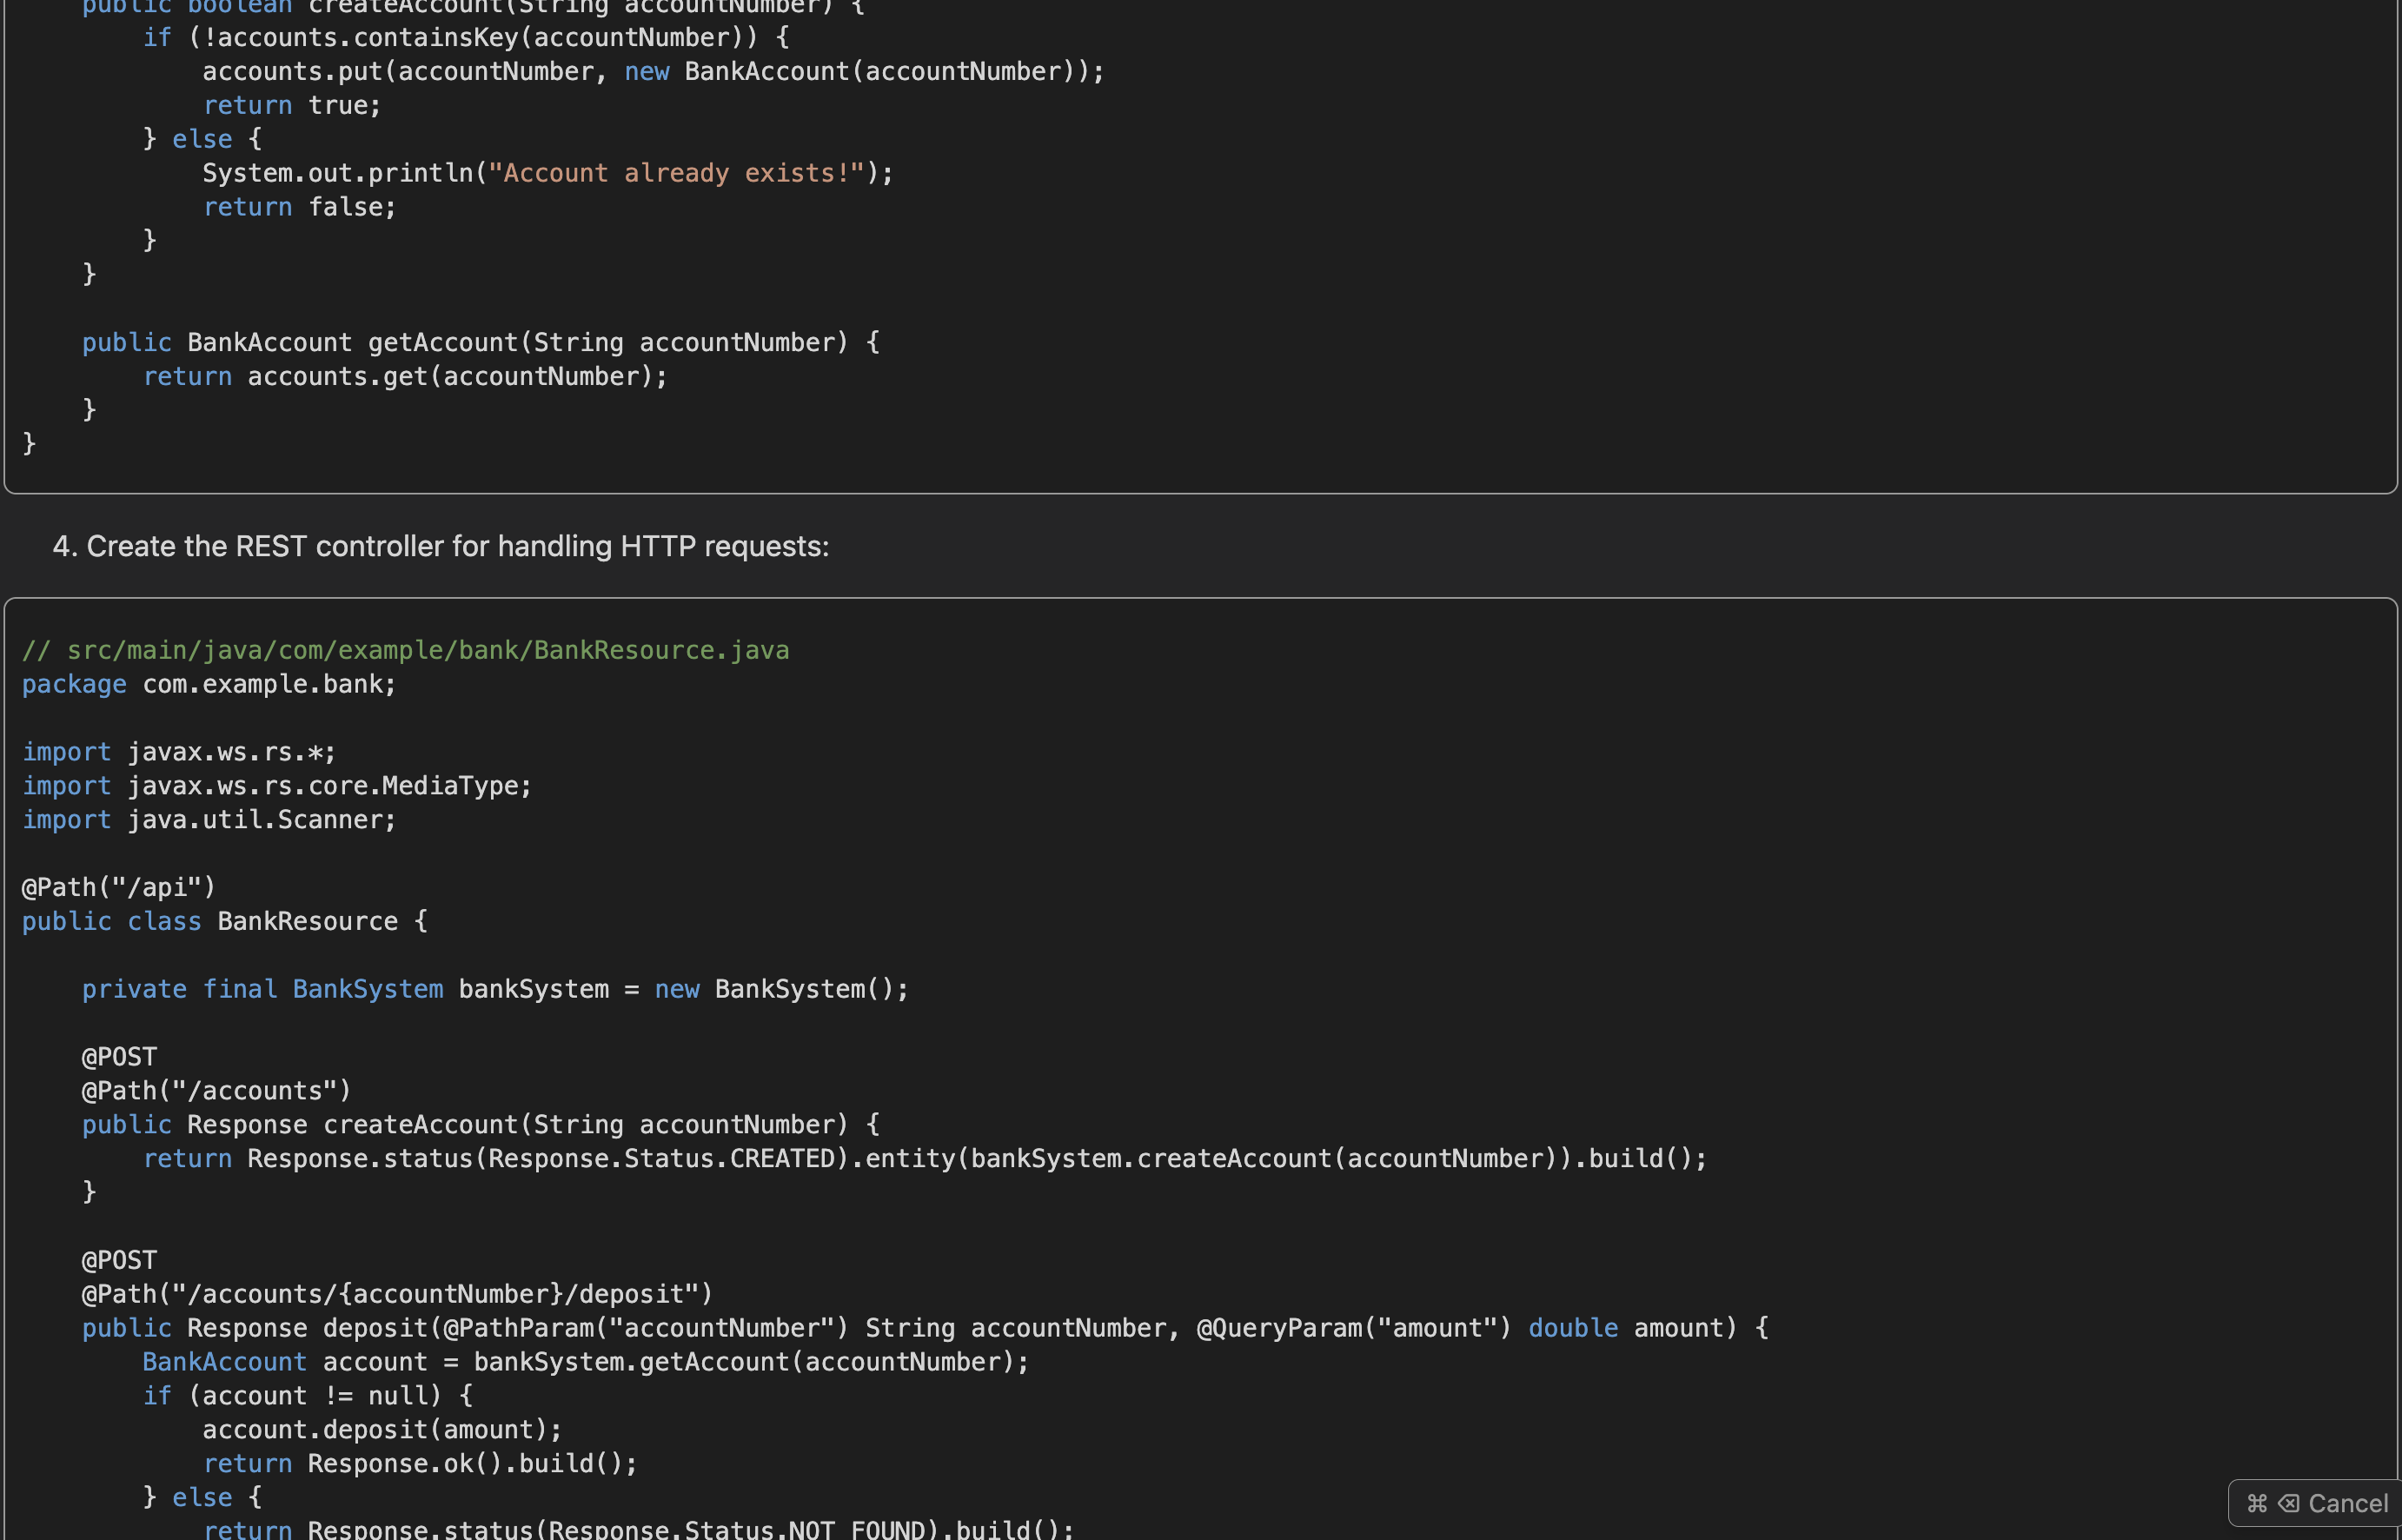 public boolean createAccount(String accountNumber) {
        if (!accounts.containsKey(accountNumber)) {
            accounts.put(accountNumber, new BankAccount(accountNumber));
            return true;
        } else {
            System.out.println("Account already exists!");
            return false;
        }
    }

    public BankAccount getAccount(String accountNumber) {
        return accounts.get(accountNumber);
    }
}
4. Create the REST controller for handling HTTP requests:
// src/main/java/com/example/bank/BankResource.java
package com.example.bank;

import javax.ws.rs.*;
import javax.ws.rs.core.MediaType;
import java.util.Scanner;

@Path("/api")
public class BankResource {

    private final BankSystem bankSystem = new BankSystem();

    @POST
    @Path("/accounts")
    public Response createAccount(String accountNumber) {
        return Response.status(Response.Status.CREATED).entity(bankSystem.createAccount(accountNumber)).build();
    }

    @POST
    @Path("/accounts/{accountNumber}/deposit")
    public Response deposit(@PathParam("accountNumber") String accountNumber, @QueryParam("amount") double amount) {
        BankAccount account = bankSystem.getAccount(accountNumber);
        if (account != null) {
            account.deposit(amount);
            return Response.ok().build();
        } else {
            return Response.status(Response.Status.NOT_FOUND).build();
⌘ ⌫ Cancel